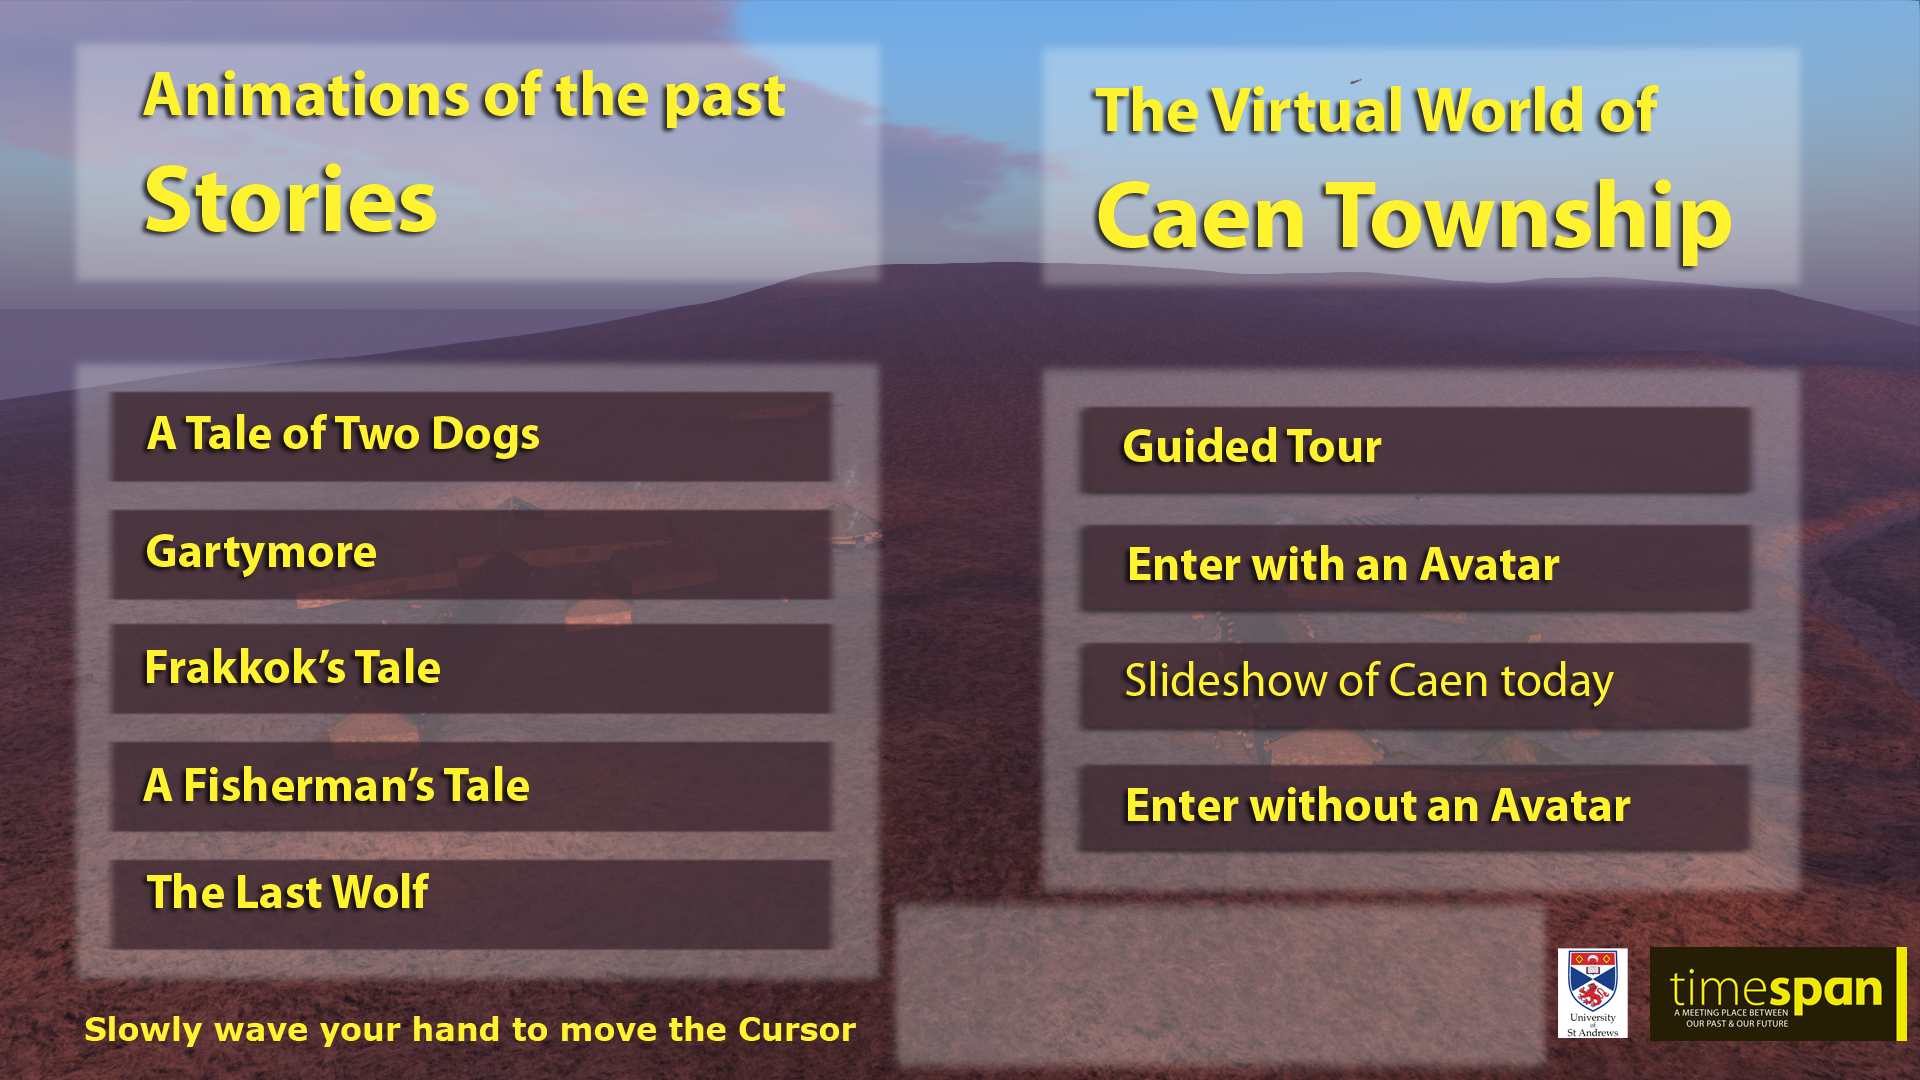 Animations of the past
Stories
A Tale of Two Dogs
Gartymore
Frakkok’s Tale
A Fisherman’s Tale
The Last Wolf
Slowly wave your hand to move the Cursor
The Virtual World of
Caen Township
Guided Tour
Enter with an Avatar
Slideshow of Caen today
Enter without an Avatar
University
of
St Andrews
timespan
A MEETING PLACE BETWEEN
OUR PAST & OUR FUTURE